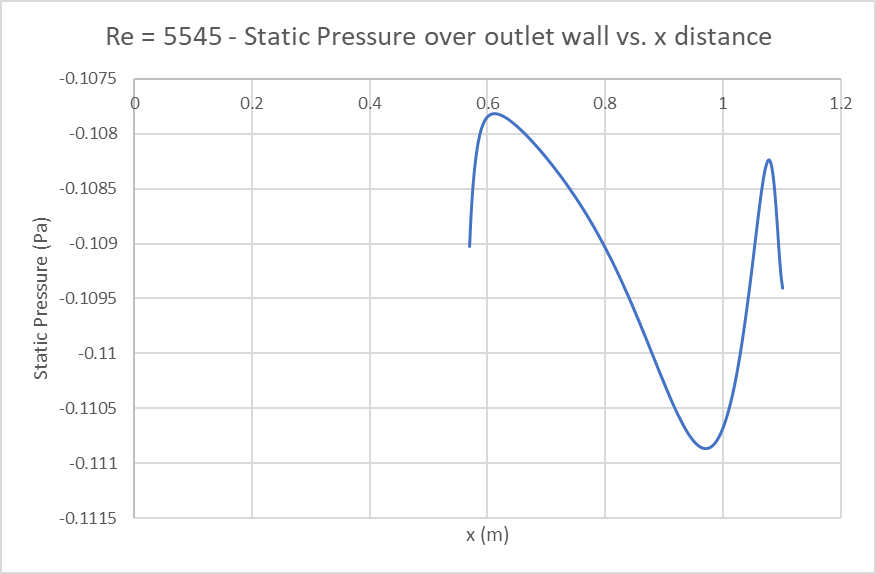 Re = 5545 - Static Pressure over outlet wall vs. x distance
-0.1075
0 0.2 0.4 0.6 0.8 1 1.2
-0.108
-0.1085
-0.109
-0.1095
-0.11
-0.1105
-0.111
-0.1115
Static Pressure (Pa)
x (m)